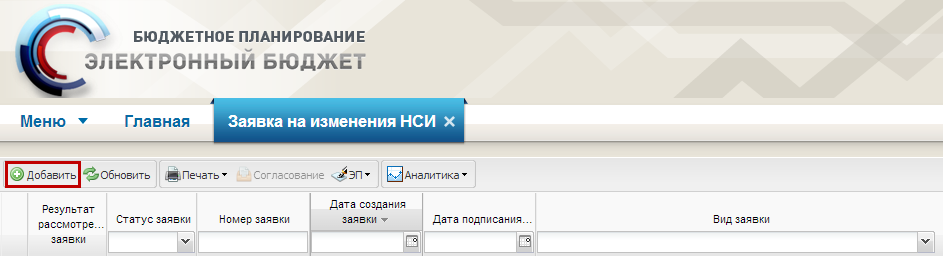 БЮДЖЕТНОЕ ПЛАНИРОВАНИЕ
ЭЛЕКТРОННЫЙ БЮДЖЕТ
Меню Главная Заявка на изменения НСИ
Добавить Обновить Печать Согласование ЭП Аналитика
Результат рассмотре... заявки Статус заявки Номер заявки Дата создания заявки Дата подписания... Вид заявки